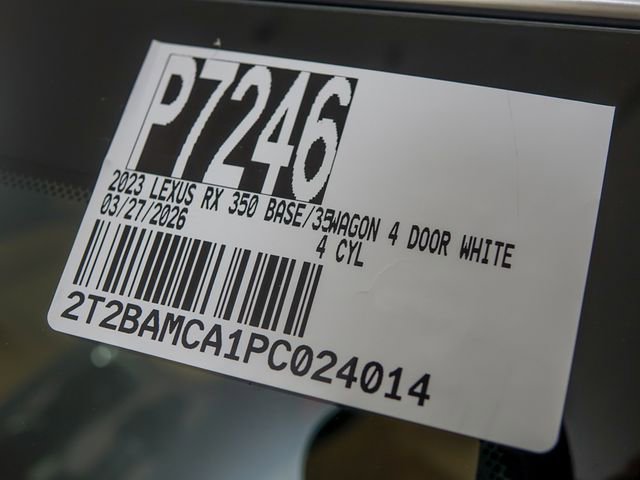 P7246
2023 LEXUS RX 350 BASE/35WAGON 4 DOOR WHITE
03/27/2026 4 CYL
2T2BAMCA1PC024014